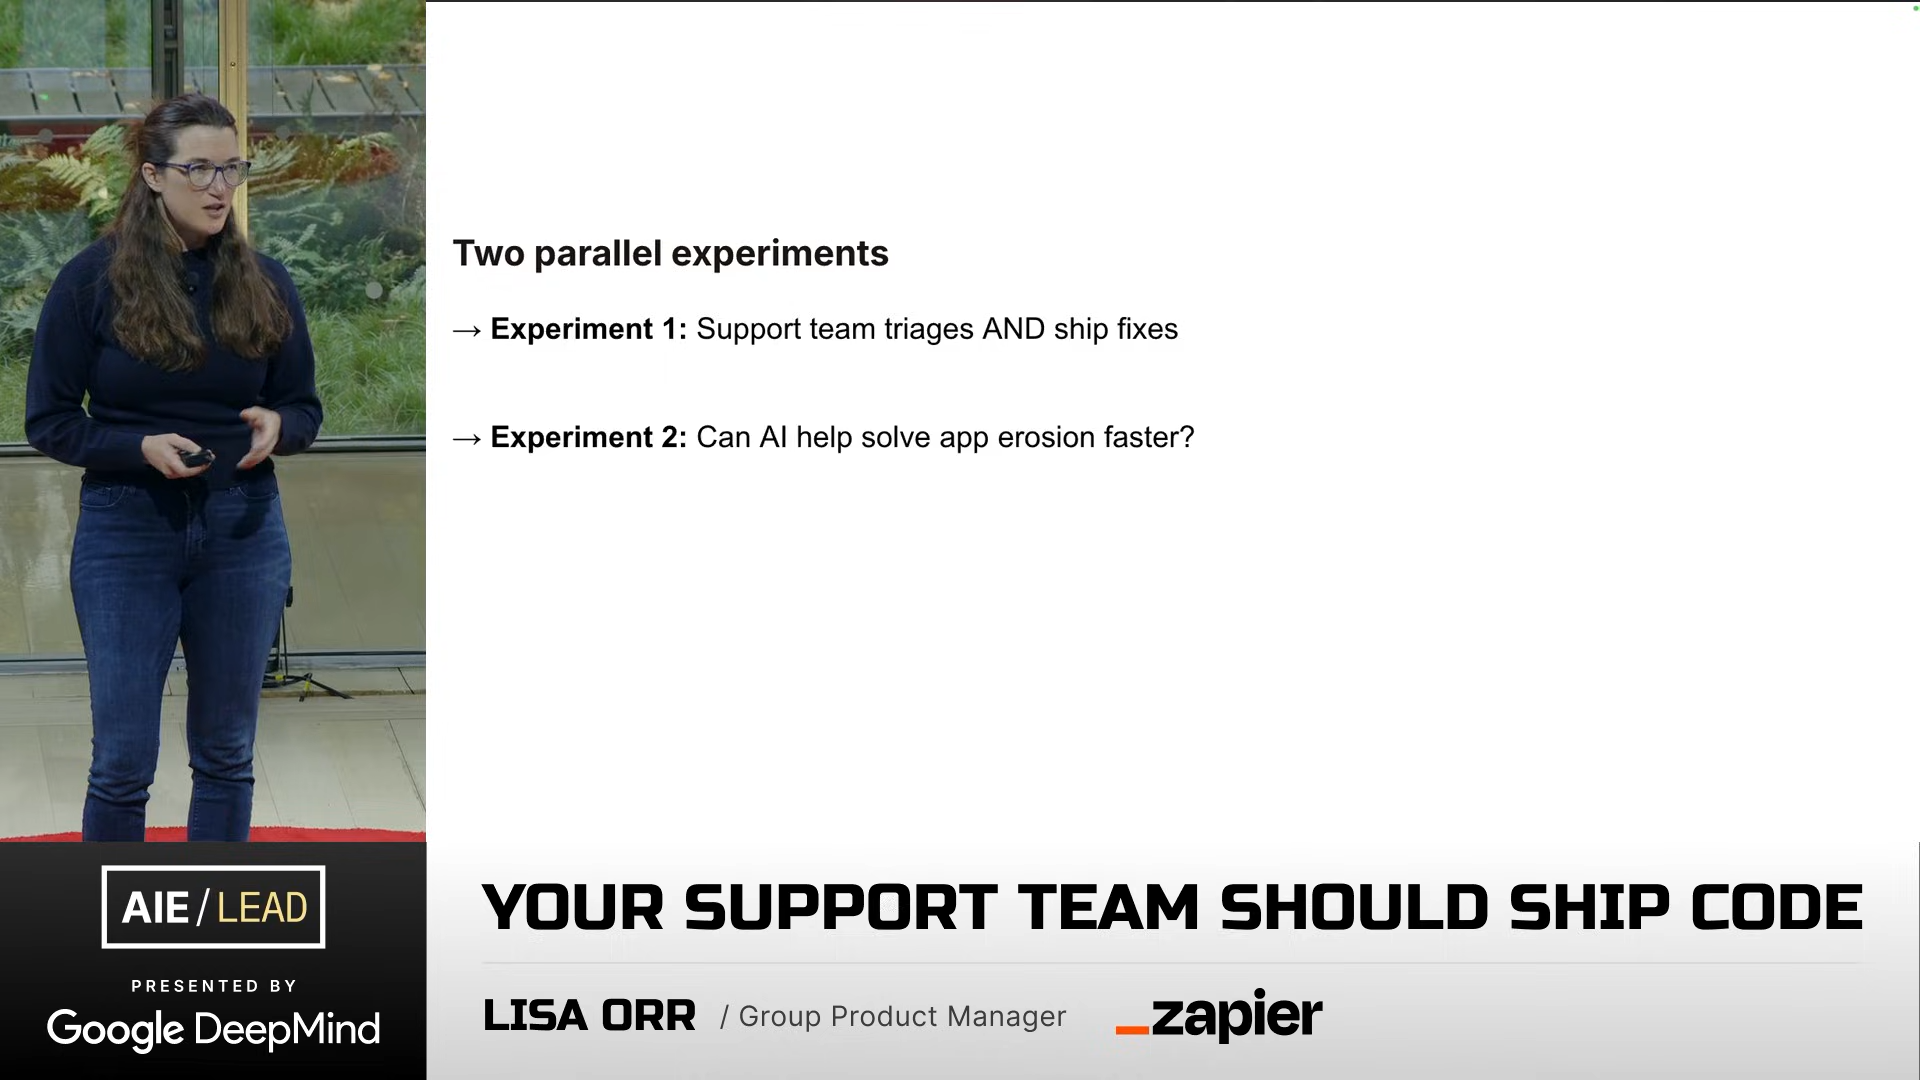 Two parallel experiments
→ Experiment 1: Support team triages AND ship fixes
→ Experiment 2: Can AI help solve app erosion faster?
AIE/LEAD
PRESENTED BY
Google DeepMind
YOUR SUPPORT TEAM SHOULD SHIP CODE
LISA ORR / Group Product Manager
zapier